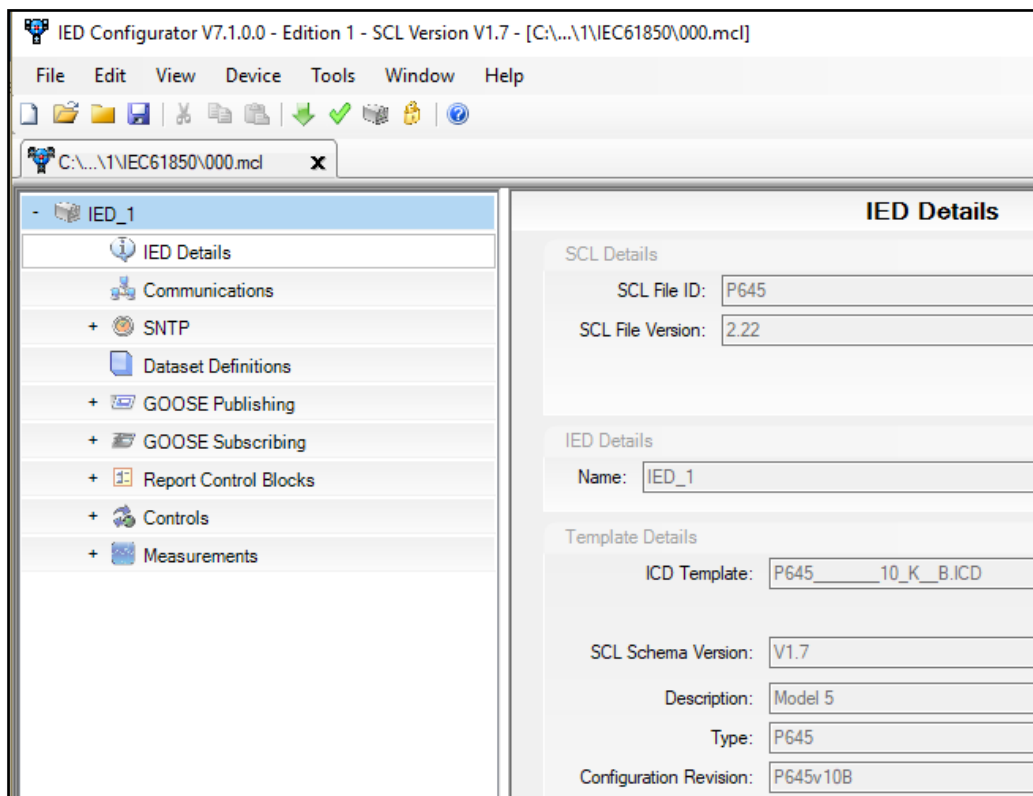 IED Configurator V7.1.0.0 - Edition 1 - SCL Version V1.7 - [C:\...\1\IEC61850\000.mcl]
File Edit View Device Tools Window Help
C:\...\1\IEC61850\000.mcl X
- IED_1
IED Details
Communications
+ SNTP
Dataset Definitions
+ GOOSE Publishing
+ GOOSE Subscribing
+ Report Control Blocks
+ Controls
+ Measurements
IED Details
SCL Details
SCL File ID: P645
SCL File Version: 2.22
IED Details
Name: IED_1
Template Details
ICD Template: P645______10_K__B.ICD
SCL Schema Version: V1.7
Description: Model 5
Type: P645
Configuration Revision: P645v10B